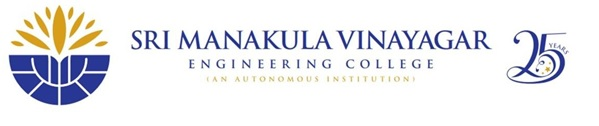 SRI MANAKULA VINAYAGAR
ENGINEERING COLLEGE
(AN AUTONOMOUS INSTITUTION)
25 YEARS